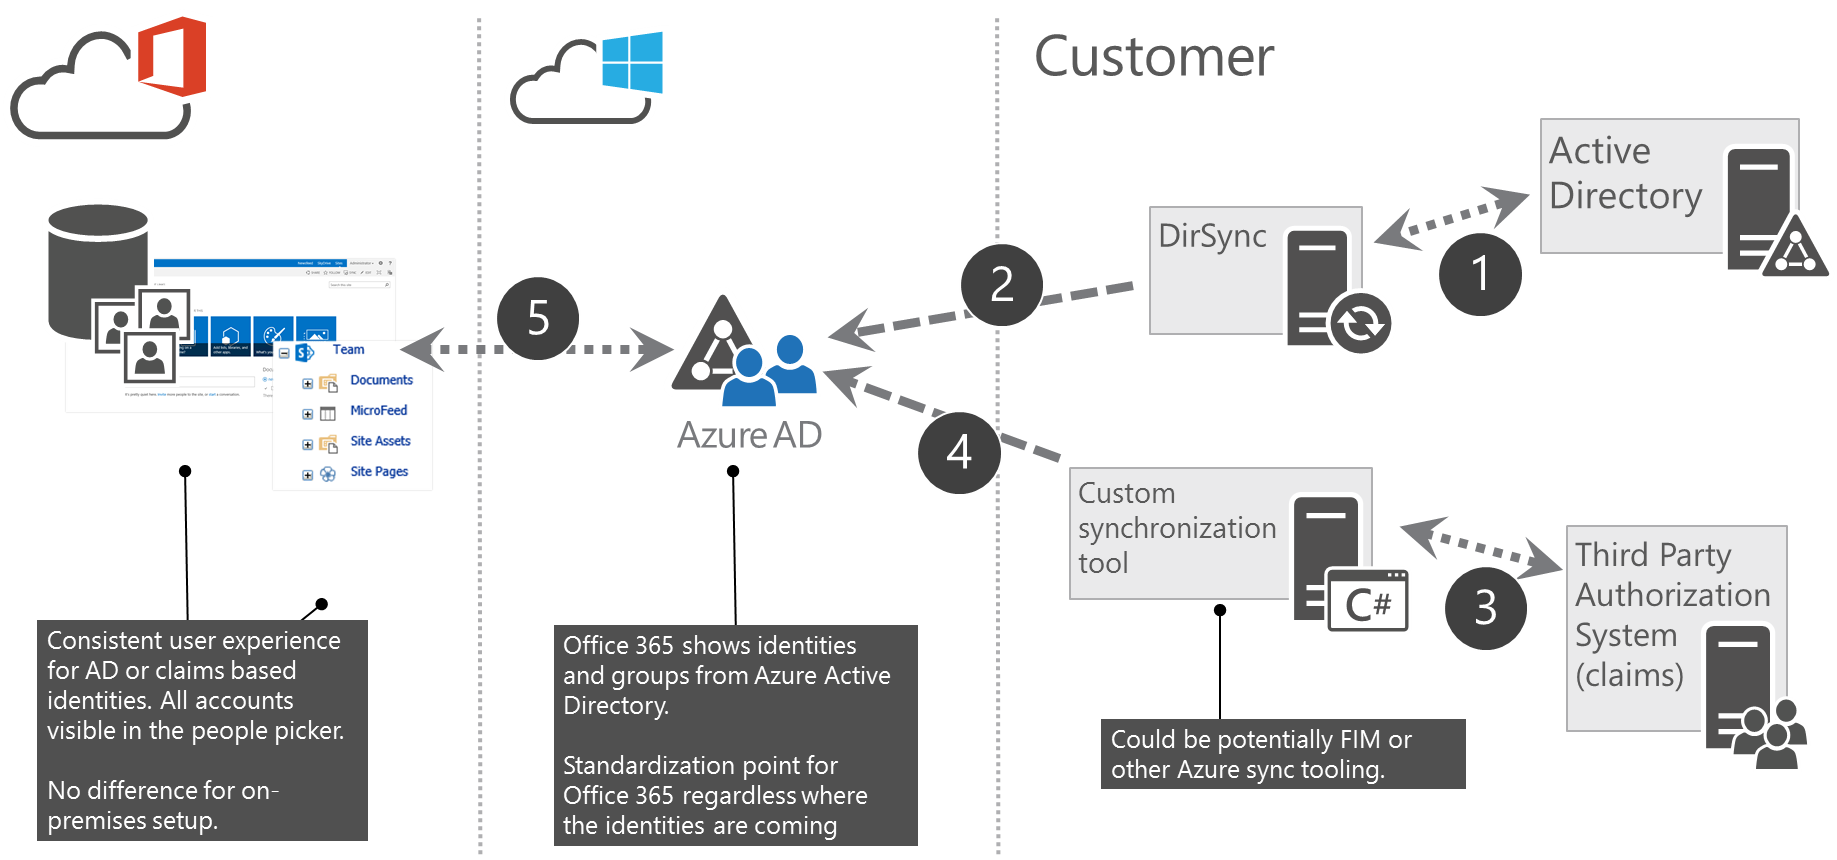 Customer
Active
Directory
DirSync
1
2
5
Team
Documents
MicroFeed
Site Assets
Site Pages
Azure AD
4
Custom
synchronization
tool
C#
3
Third Party
Authorization
System
(claims)
Consistent user experience
for AD or claims based
identities. All accounts
visible in the people picker.
No difference for on-
premises setup.
Office 365 shows identities
and groups from Azure Active
Directory.
Standardization point for
Office 365 regardless where
the identities are coming
Could be potentially FIM or
other Azure sync tooling.